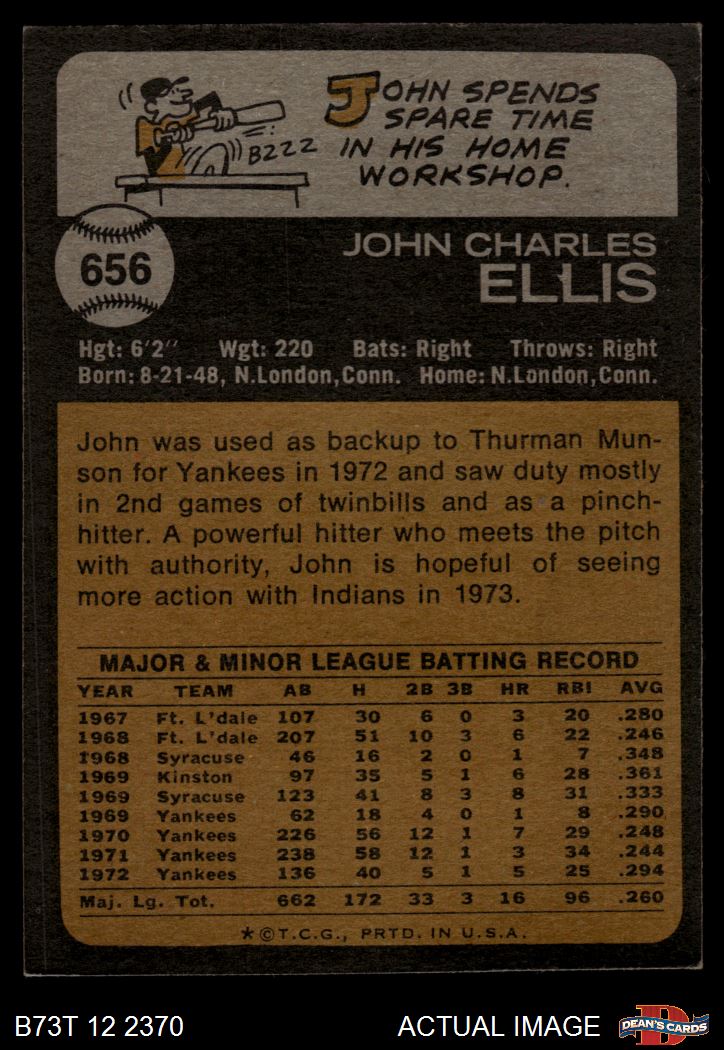 JOHN SPENDS
SPARE TIME
IN HIS HOME
WORKSHOP.
BZZZ
656
JOHN CHARLES
ELLIS
Hgt: 6'2" Wgt: 220 Bats: Right Throws: Right
Born: 8-21-48, N.London,Conn. Home: N.London,Conn.
John was used as backup to Thurman Mun-
son for Yankees in 1972 and saw duty mostly
in 2nd games of twinbills and as a pinch-
hitter. A powerful hitter who meets the pitch
with authority, John is hopeful of seeing
more action with Indians in 1973.
MAJOR & MINOR LEAGUE BATTING RECORD
YEAR TEAM AB H 2B 3B HR RBI AVG
1967 Ft. L'dale 107 30 6 0 3 20 .280
1968 Ft. L'dale 207 51 10 3 6 22 .246
1968 Syracuse 46 16 2 0 1 7 .348
1969 Kinston 97 35 5 1 6 28 .361
1969 Syracuse 123 41 8 3 8 31 .333
1969 Yankees 62 18 4 0 1 8 .290
1970 Yankees 226 56 12 1 7 29 .248
1971 Yankees 238 58 12 1 3 34 .244
1972 Yankees 136 40 5 1 5 25 .294
Maj. Lg. Tot. 662 172 33 3 16 96 .260
*©T.C.G., PRTD. IN U.S.A.
B73T 12 2370 ACTUAL IMAGE D DEAN'S CARDS